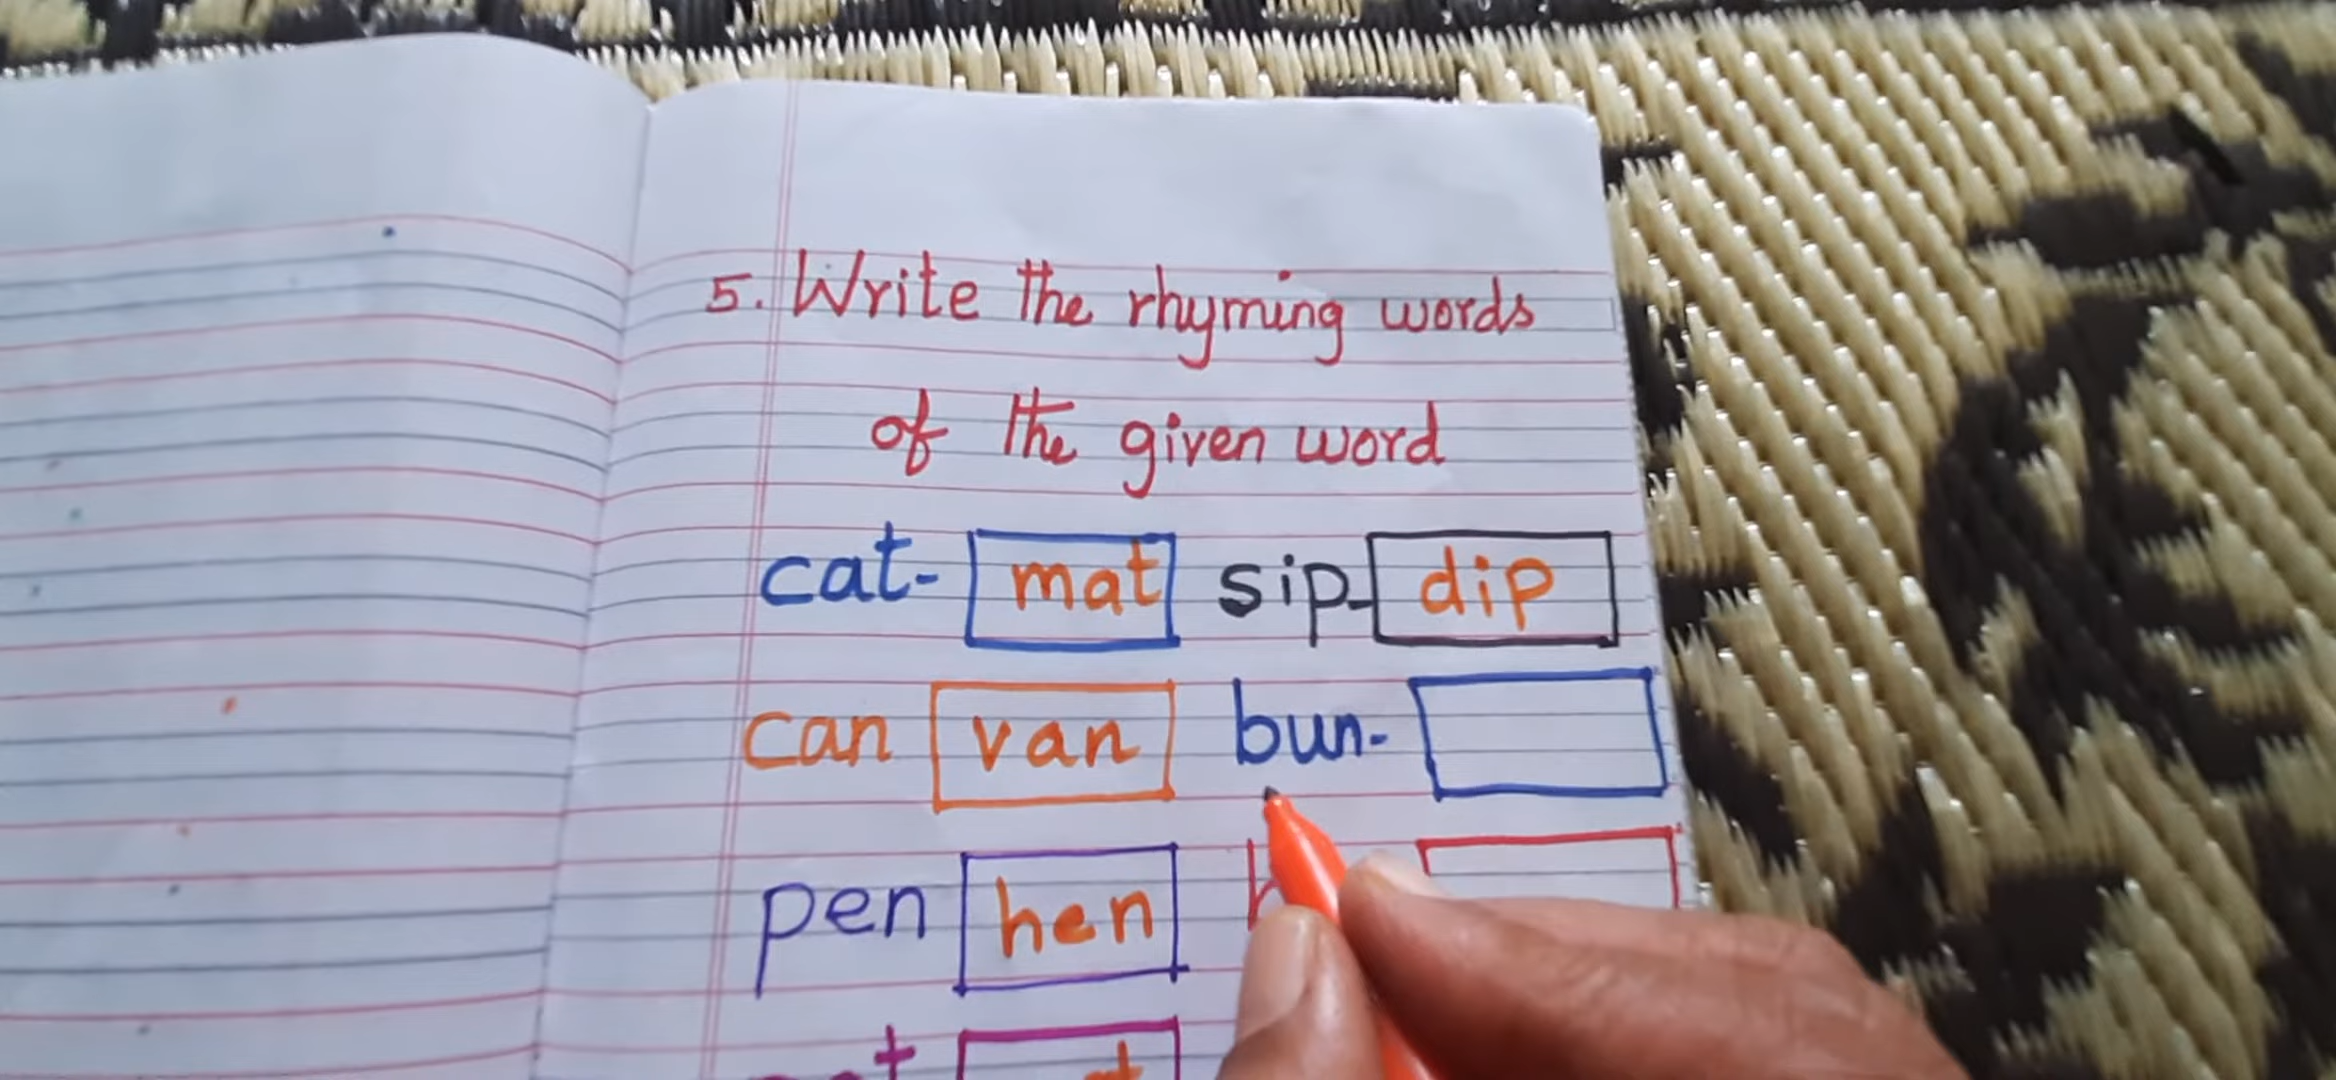 5. Write the rhyming words
of the given word
cat- mat sip- dip
can van bun-
pen hen